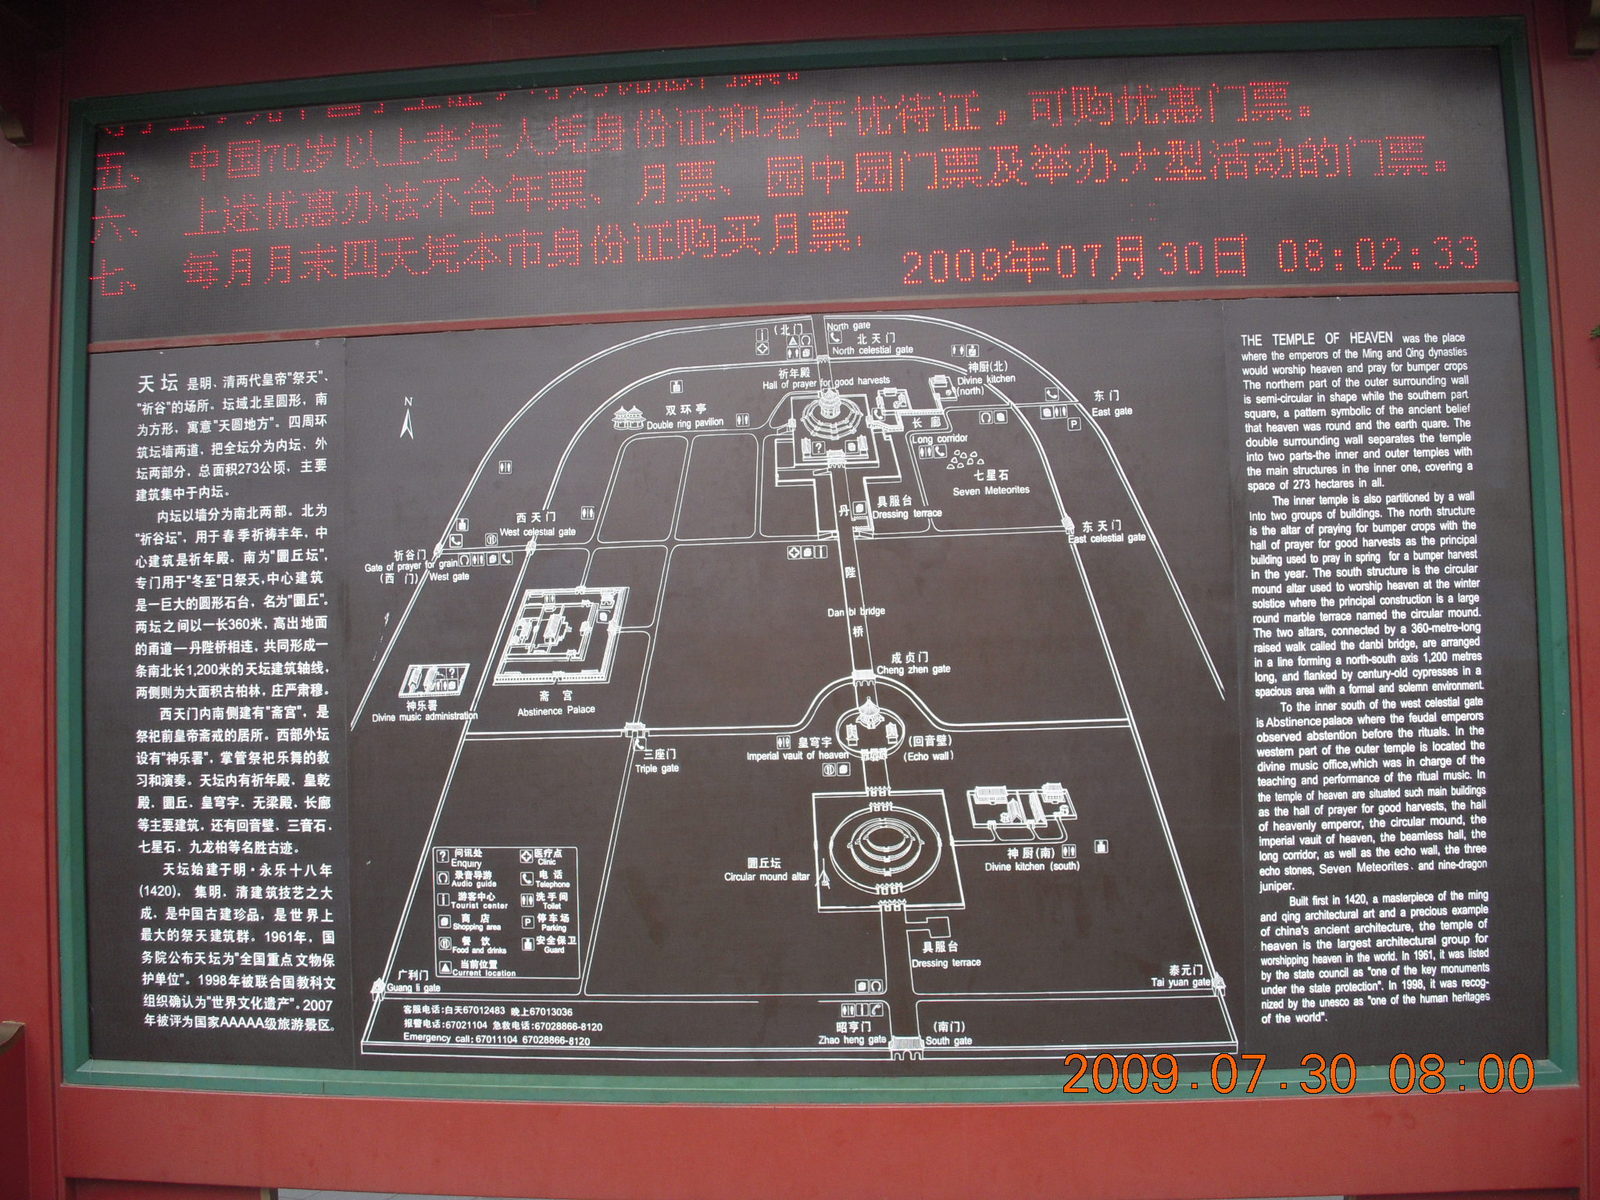 五、 中国70岁以上老年人凭身份证和老年优待证，可购优惠门票。
六、 上述优惠办法不含年票、月票、园中园门票及举办大型活动的门票。
七、 每月月末四天凭本市身份证购买月票，
2009年07月30日 08:02:33
天坛 是明、清两代皇帝"祭天"、
"祈谷"的场所。坛域北呈圆形，南
为方形，寓意"天圆地方"。四周环
筑坛墙两道，把全坛分为内坛、外
坛两部分，总面积273公顷，主要
建筑集中于内坛。
内坛以墙分为南北两部。北为
"祈谷坛"，用于春季祈祷丰年，中
心建筑是祈年殿。南为"圜丘坛"，
专门用于"冬至"日祭天，中心建筑
是一巨大的圆形石台，名为"圜丘"。
两坛之间以一长360米，高出地面
的甬道—丹陛桥相连，共同形成一
条南北长1,200米的天坛建筑轴线，
两侧则为大面积古柏林，庄严肃穆。
西天门内南侧建有"斋宫"，是
祭祀前皇帝斋戒的居所。西部外坛
设有"神乐署"，掌管祭祀乐舞的教
习和演奏。天坛内有祈年殿、皇乾
殿、圜丘、皇穹宇、无梁殿、长廊
等主要建筑，还有回音壁、三音石、
七星石、九龙柏等名胜古迹。
天坛始建于明·永乐十八年
(1420)，集明、清建筑技艺之大
成，是中国古建珍品，是世界上
最大的祭天建筑群。1961年，国
务院公布天坛为"全国重点文物保
护单位"。1998年被联合国教科文
组织确认为"世界文化遗产"。2007
年被评为国家AAAAA级旅游景区。
N
(北门
North gate
北天门
North celestial gate
祈年殿
Hall of prayer for good harvests
神厨(北)
Divine kitchen
(north)
东门
East gate
双环亭
Double ring pavilion
长廊
Long corridor
七星石
Seven Meteorites
具服台
Dressing terrace
西天门
West celestial gate
东天门
East celestial gate
祈谷门
Gate of prayer for grain
(西门) West gate
丹
陛
Danbi bridge
桥
成贞门
Cheng zhen gate
神乐署
Divine music administration
斋宫
Abstinence Palace
三座门
Triple gate
皇穹宇
Imperial vault of heaven
(回音壁)
(Echo wall)
圜丘坛
Circular mound altar
神厨(南)
Divine kitchen (south)
具服台
Dressing terrace
广利门
Guang li gate
泰元门
Tai yuan gate
昭亨门
Zhao heng gate
(南门)
South gate
? 问讯处
Enquiry
医疗点
Clinic
录音导游
Audio guide
电话
Telephone
游客中心
Tourist center
洗手间
Toilet
商店
Shopping area
P 停车场
Parking
餐饮
Food and drinks
安全保卫
Guard
当前位置
Current location
客服电话:白天67012483 晚上67013036
报警电话:67021104 急救电话:67028866-8120
Emergency call: 67011104 67028866-8120
THE TEMPLE OF HEAVEN was the place
where the emperors of the Ming and Qing dynasties
would worship heaven and pray for bumper crops
The northern part of the outer surrounding wall
is semi-circular in shape while the southern part
square, a pattern symbolic of the ancient belief
that heaven was round and the earth quare. The
double surrounding wall separates the temple
into two parts-the inner and outer temples with
the main structures in the inner one, covering a
space of 273 hectares in all.
The inner temple is also partitioned by a wall
Into two groups of buildings. The north structure
is the altar of praying for bumper crops with the
hall of prayer for good harvests as the principal
building used to pray in spring for a bumper harvest
in the year. The south structure is the circular
mound altar used to worship heaven at the winter
solstice where the principal construction is a large
round marble terrace named the circular mound.
The two altars, connected by a 360-metre-long
raised walk called the danbi bridge, are arranged
in a line forming a north-south axis 1,200 metres
long, and flanked by century-old cypresses in a
spacious area with a formal and solemn environment.
To the inner south of the west celestial gate
is Abstinence palace where the feudal emperors
observed abstention before the rituals. In the
western part of the outer temple is located the
divine music office,which was in charge of the
teaching and performance of the ritual music. In
the temple of heaven are situated such main buildings
as the hall of prayer for good harvests, the hall
of heavenly emperor, the circular mound, the
imperial vault of heaven, the beamless hall, the
long corridor, as well as the echo wall, the three
echo stones, Seven Meteorites and nine-dragon
juniper.
Built first in 1420, a masterpiece of the ming
and qing architectural art and a precious example
of china's ancient architecture, the temple of
heaven is the largest architectural group for
worshipping heaven in the world. In 1961, it was listed
by the state council as "one of the key monuments
under the state protection". In 1998, it was recog-
nized by the unesco as "one of the human heritages
of the world".
2009.07.30 08:00